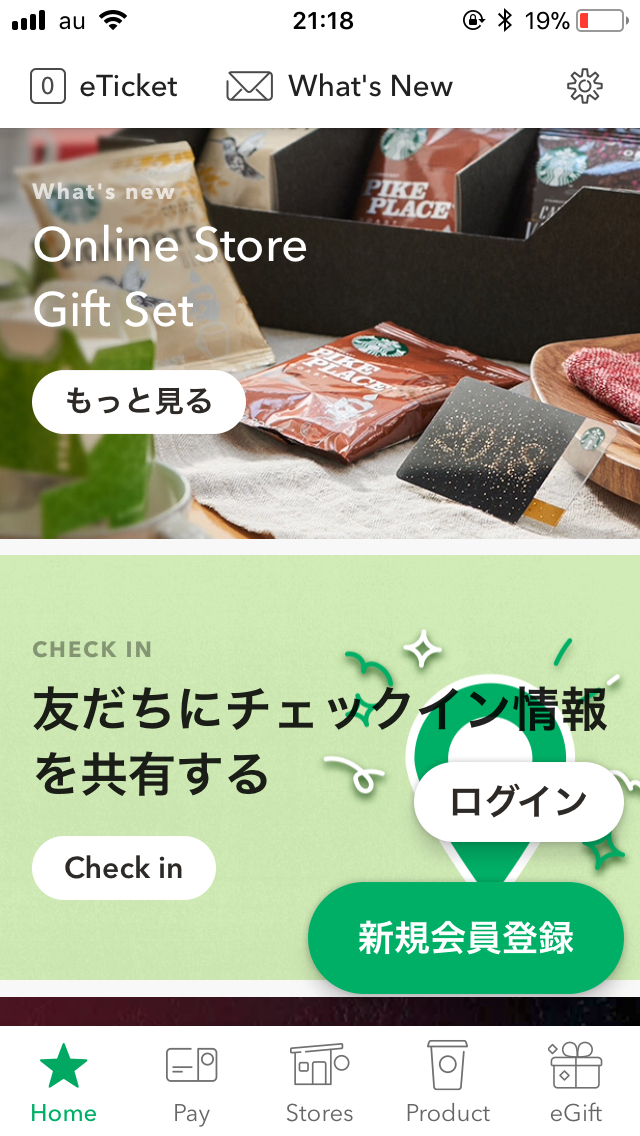 au
21:18
19%
0 eTicket
What's New
What's new
Online Store
Gift Set
もっと見る
PIKE
PLACE
PIKE
PLACE
2018
CHECK IN
友だちにチェックイン情報
を共有する
Check in
ログイン
新規会員登録
Home
Pay
Stores
Product
eGift